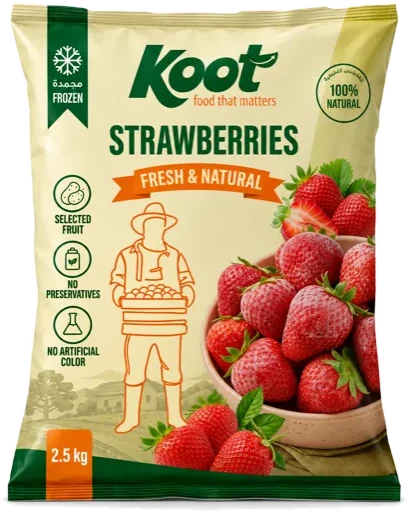 مجمدة
FROZEN
Koot
food that matters
100%
NATURAL
STRAWBERRIES
FRESH & NATURAL
SELECTED
FRUIT
NO
PRESERVATIVES
NO ARTIFICIAL
COLOR
2.5 kg